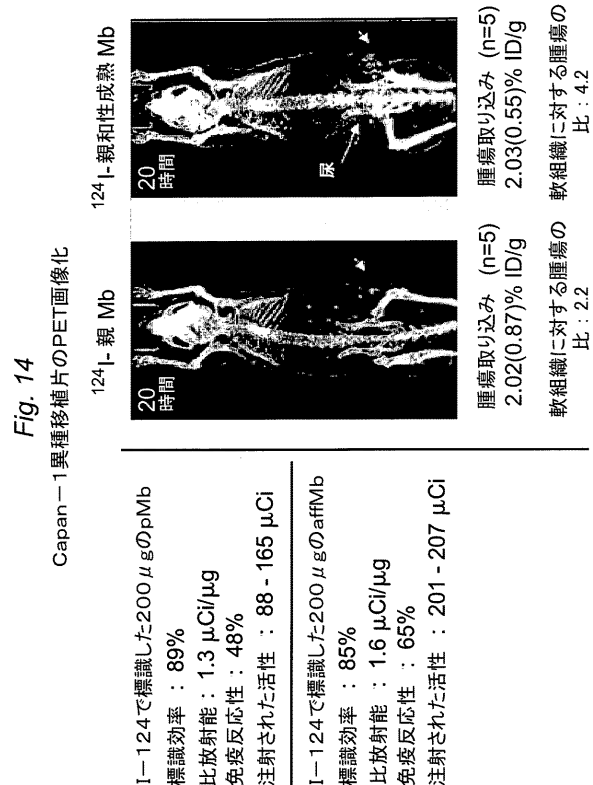 Fig. 14
Capan－1異種移植片のPET画像化
I－124で標識した200μgのpMb
標識効率 : 89%
比放射能 : 1.3 μCi/μg
免疫反応性 : 48%
注射された活性 : 88 - 165 μCi
I－124で標識した200μgのaffMb
標識効率 : 85%
比放射能 : 1.6 μCi/μg
免疫反応性 : 65%
注射された活性 : 201 - 207 μCi
124I-親 Mb
20
時間
腫瘍取り込み (n=5)
2.02(0.87)% ID/g
軟組織に対する腫瘍の
比 : 2.2
124I-親和性成熟 Mb
20
時間
尿
腫瘍取り込み (n=5)
2.03(0.55)% ID/g
軟組織に対する腫瘍の
比 : 4.2